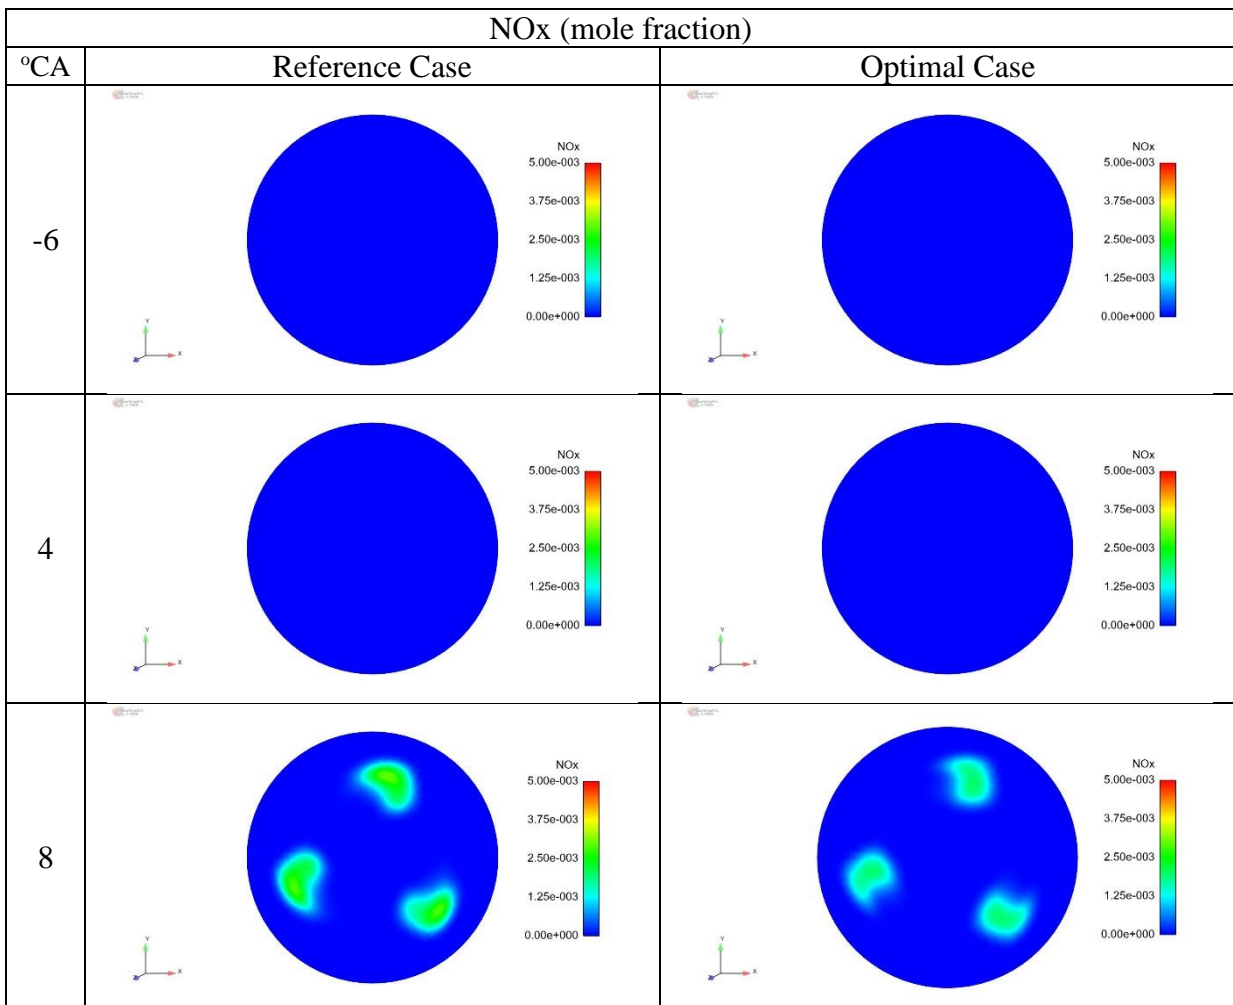 NOx (mole fraction)
ºCA Reference Case Optimal Case
-6
NOx
5.00e-003
3.75e-003
2.50e-003
1.25e-003
0.00e+000
Y
Z X
NOx
5.00e-003
3.75e-003
2.50e-003
1.25e-003
0.00e+000
Y
Z X
4
NOx
5.00e-003
3.75e-003
2.50e-003
1.25e-003
0.00e+000
Y
Z X
NOx
5.00e-003
3.75e-003
2.50e-003
1.25e-003
0.00e+000
Y
Z X
8
NOx
5.00e-003
3.75e-003
2.50e-003
1.25e-003
0.00e+000
Y
Z X
NOx
5.00e-003
3.75e-003
2.50e-003
1.25e-003
0.00e+000
Y
Z X